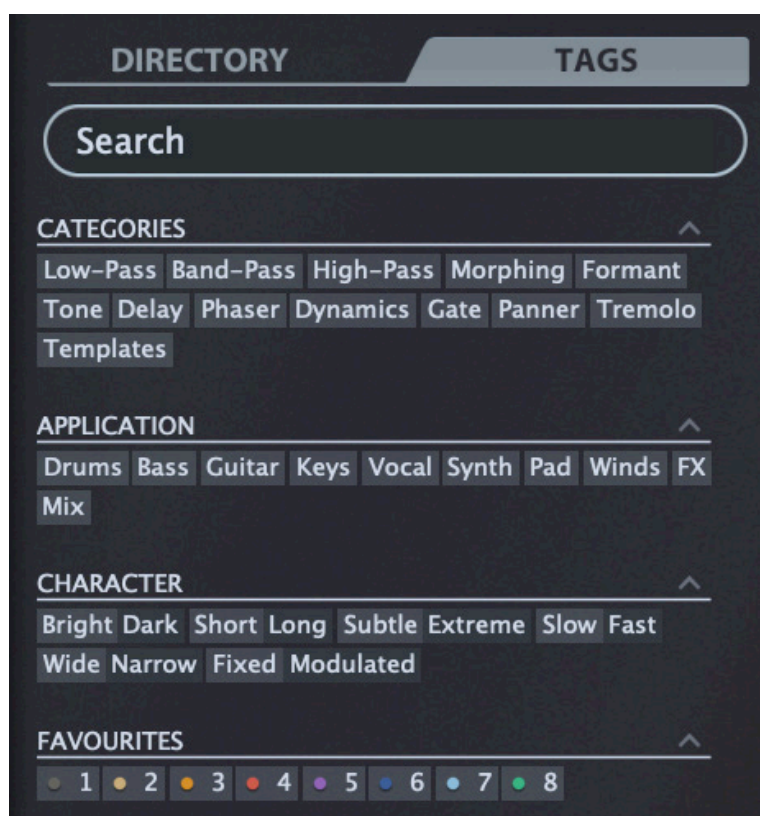 DIRECTORY TAGS
Search
CATEGORIES
Low-Pass Band-Pass High-Pass Morphing Formant
Tone Delay Phaser Dynamics Gate Panner Tremolo
Templates
APPLICATION
Drums Bass Guitar Keys Vocal Synth Pad Winds FX
Mix
CHARACTER
Bright Dark Short Long Subtle Extreme Slow Fast
Wide Narrow Fixed Modulated
FAVOURITES
1 2 3 4 5 6 7 8